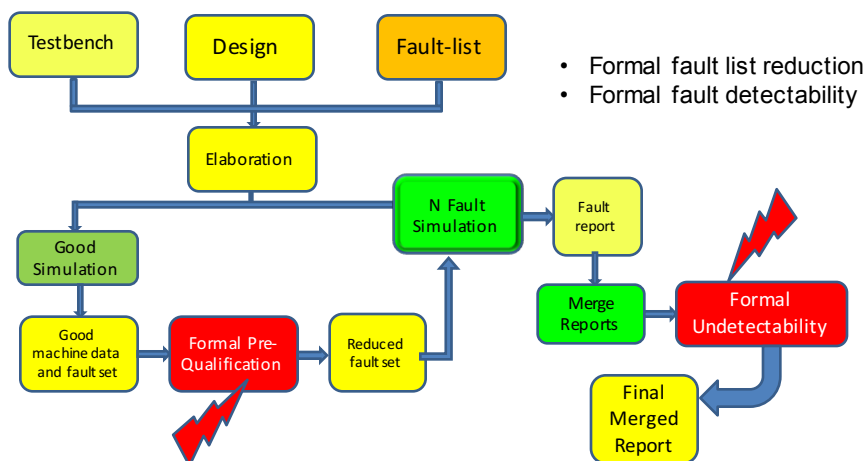 Testbench
Design
Fault-list
• Formal fault list reduction
• Formal fault detectability
Elaboration
N Fault
Simulation
Fault
report
Good
Simulation
Merge
Reports
Formal
Undetectability
Good
machine data
and fault set
Formal Pre-
Qualification
Reduced
fault set
Final
Merged
Report